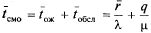 t̄смо = t̄ож + t̄обсл = r̄/λ + q/μ